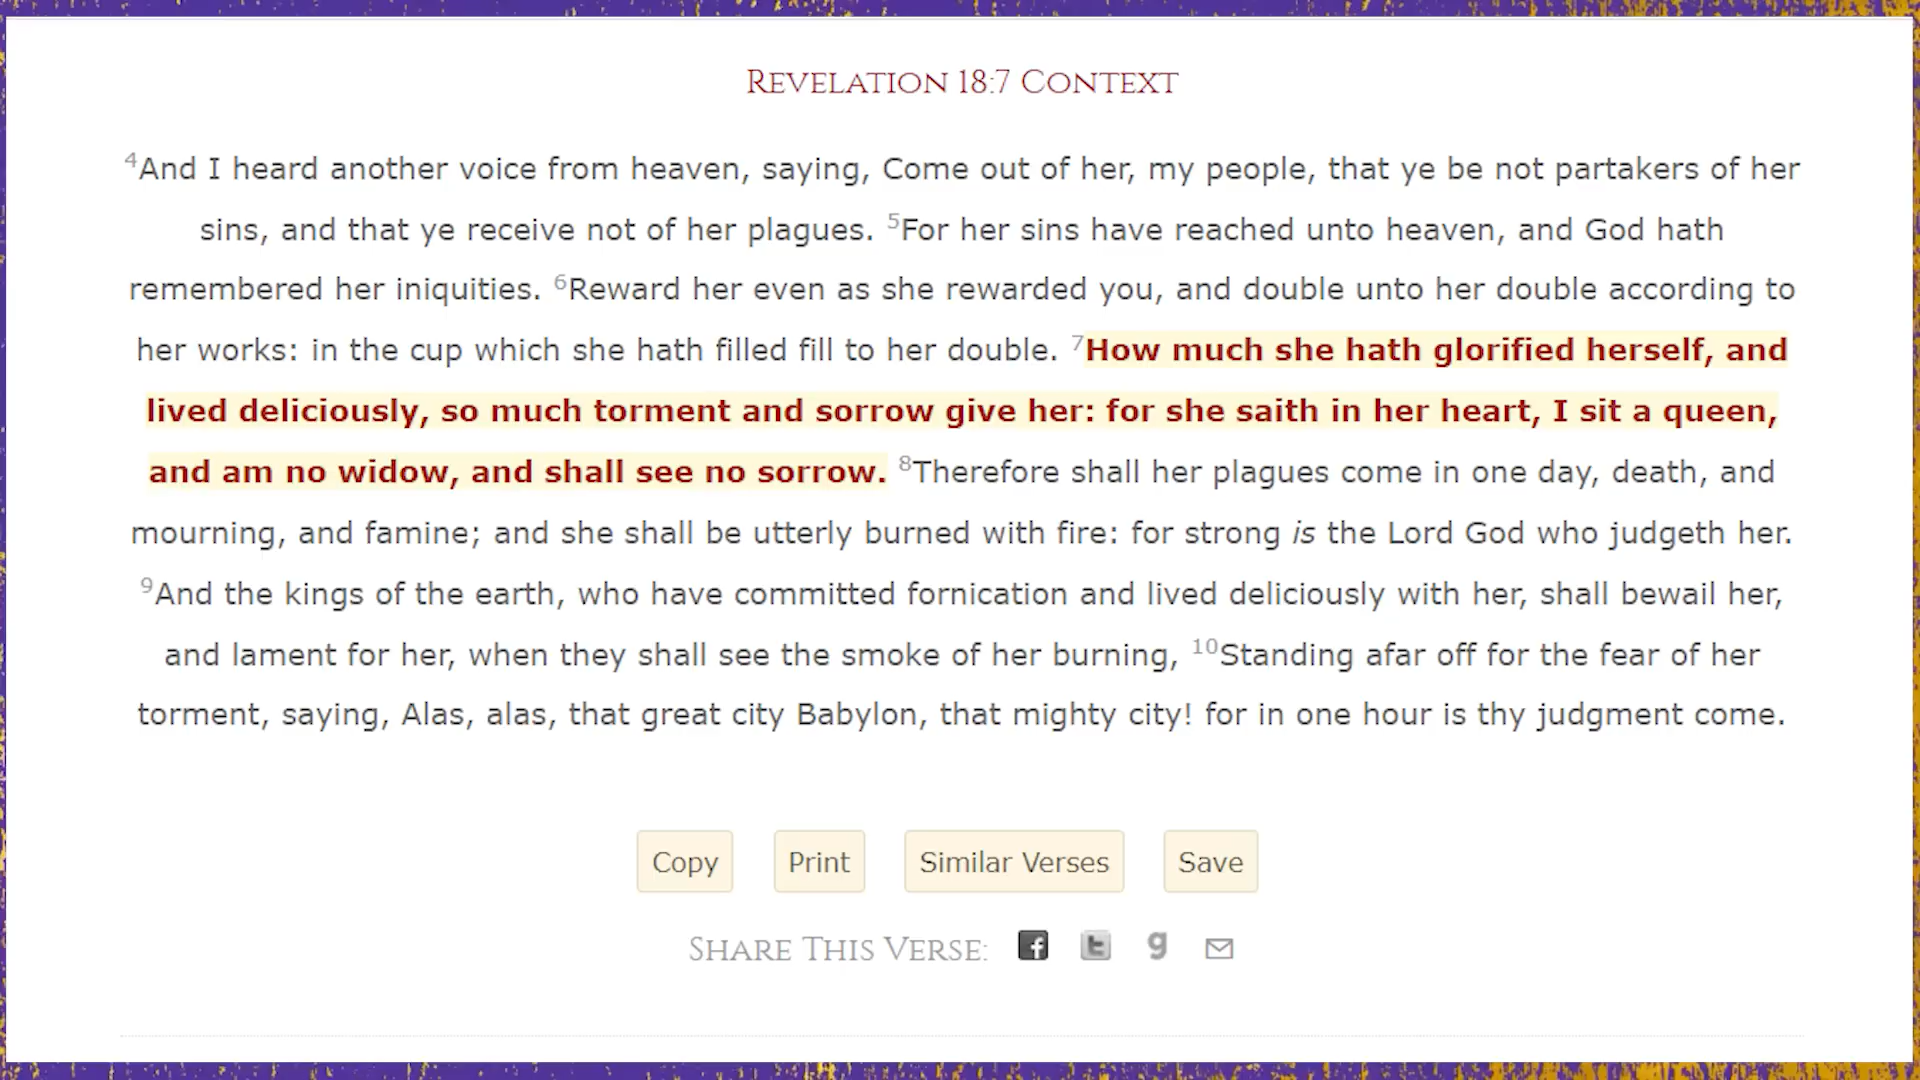 Revelation 18:7 Context
4And I heard another voice from heaven, saying, Come out of her, my people, that ye be not partakers of her
sins, and that ye receive not of her plagues. 5For her sins have reached unto heaven, and God hath
remembered her iniquities. 6Reward her even as she rewarded you, and double unto her double according to
her works: in the cup which she hath filled fill to her double. 7How much she hath glorified herself, and
lived deliciously, so much torment and sorrow give her: for she saith in her heart, I sit a queen,
and am no widow, and shall see no sorrow. 8Therefore shall her plagues come in one day, death, and
mourning, and famine; and she shall be utterly burned with fire: for strong is the Lord God who judgeth her.
9And the kings of the earth, who have committed fornication and lived deliciously with her, shall bewail her,
and lament for her, when they shall see the smoke of her burning, 10Standing afar off for the fear of her
torment, saying, Alas, alas, that great city Babylon, that mighty city! for in one hour is thy judgment come.
Copy Print Similar Verses Save
Share This Verse: f t g